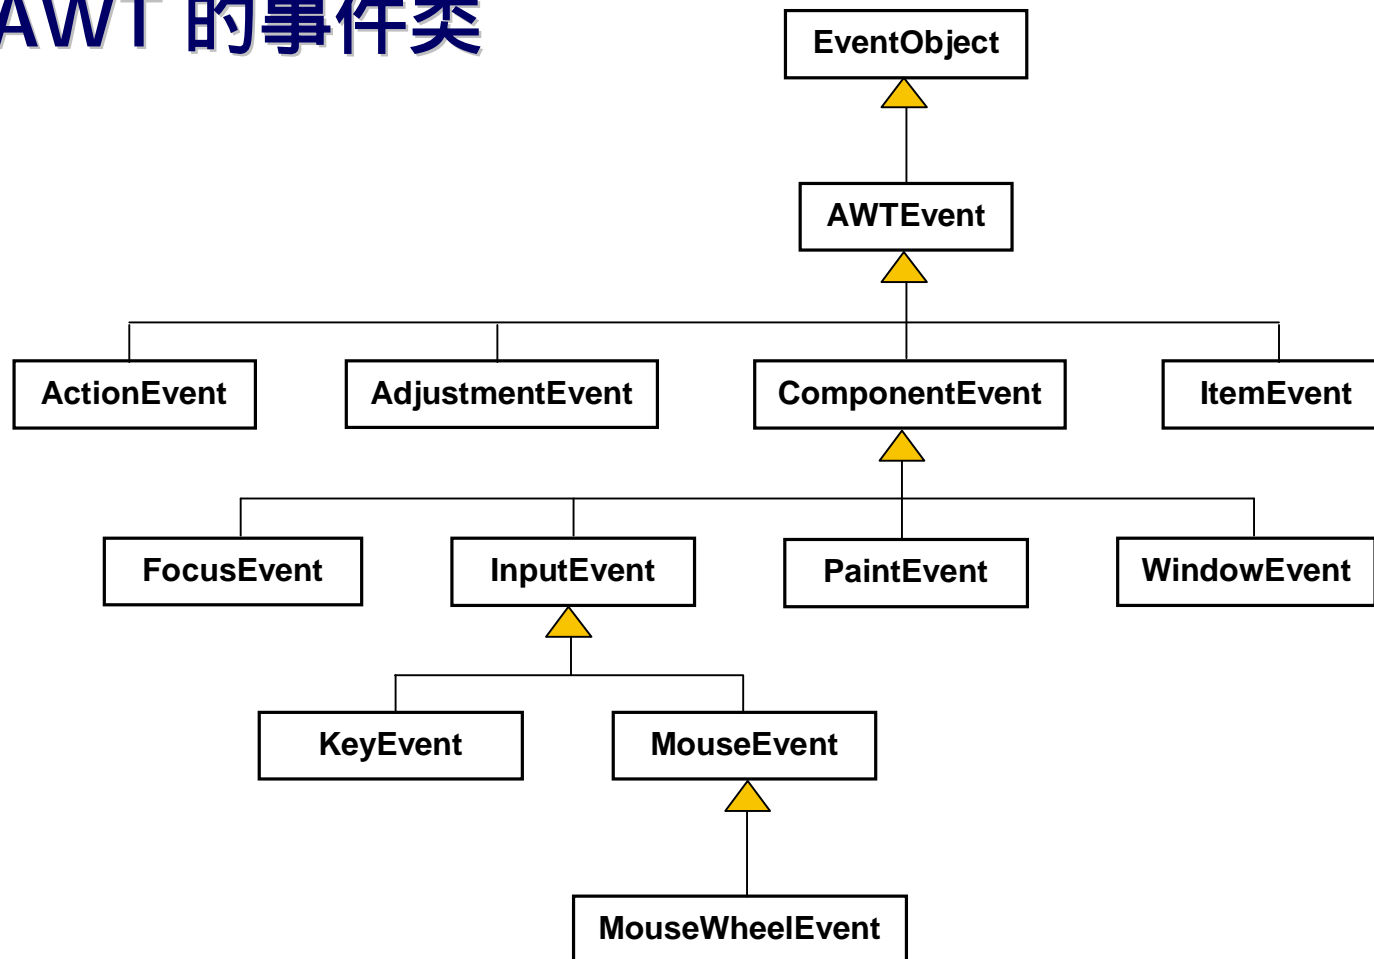 AWT 的事件类
EventObject
AWTEvent
ActionEvent
AdjustmentEvent
ComponentEvent
ItemEvent
FocusEvent
InputEvent
PaintEvent
WindowEvent
KeyEvent
MouseEvent
MouseWheelEvent